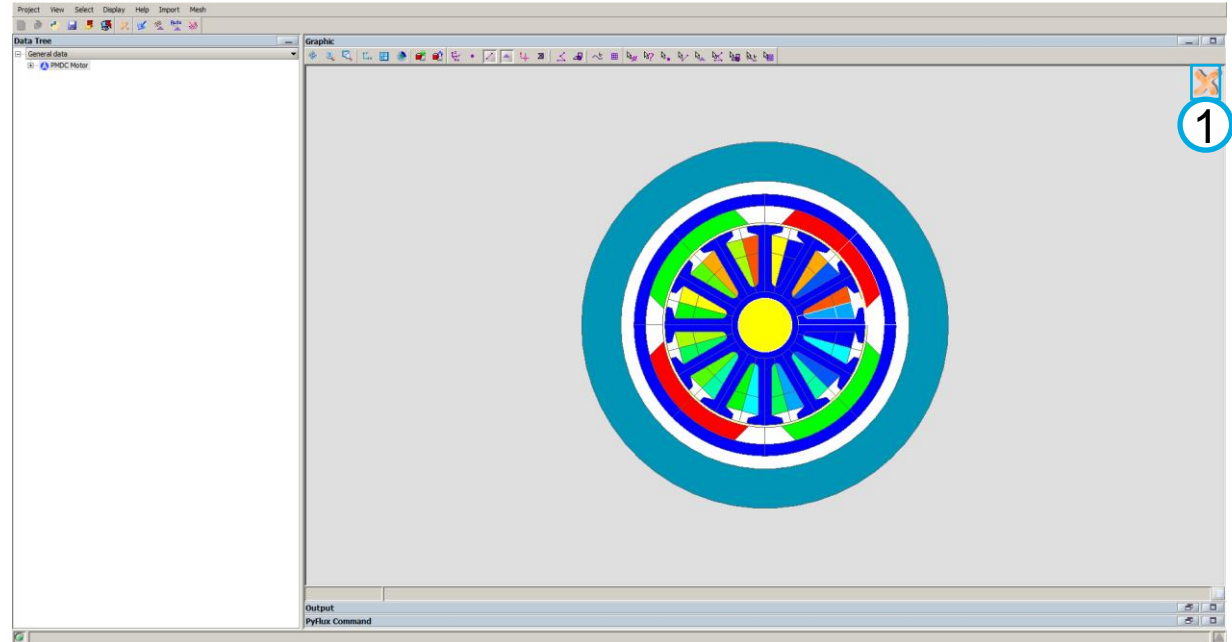 Project View Select Display Help Import Mesh
Data Tree
Graphic
General data
PMDC Motor
1
Output
PyFlux Command